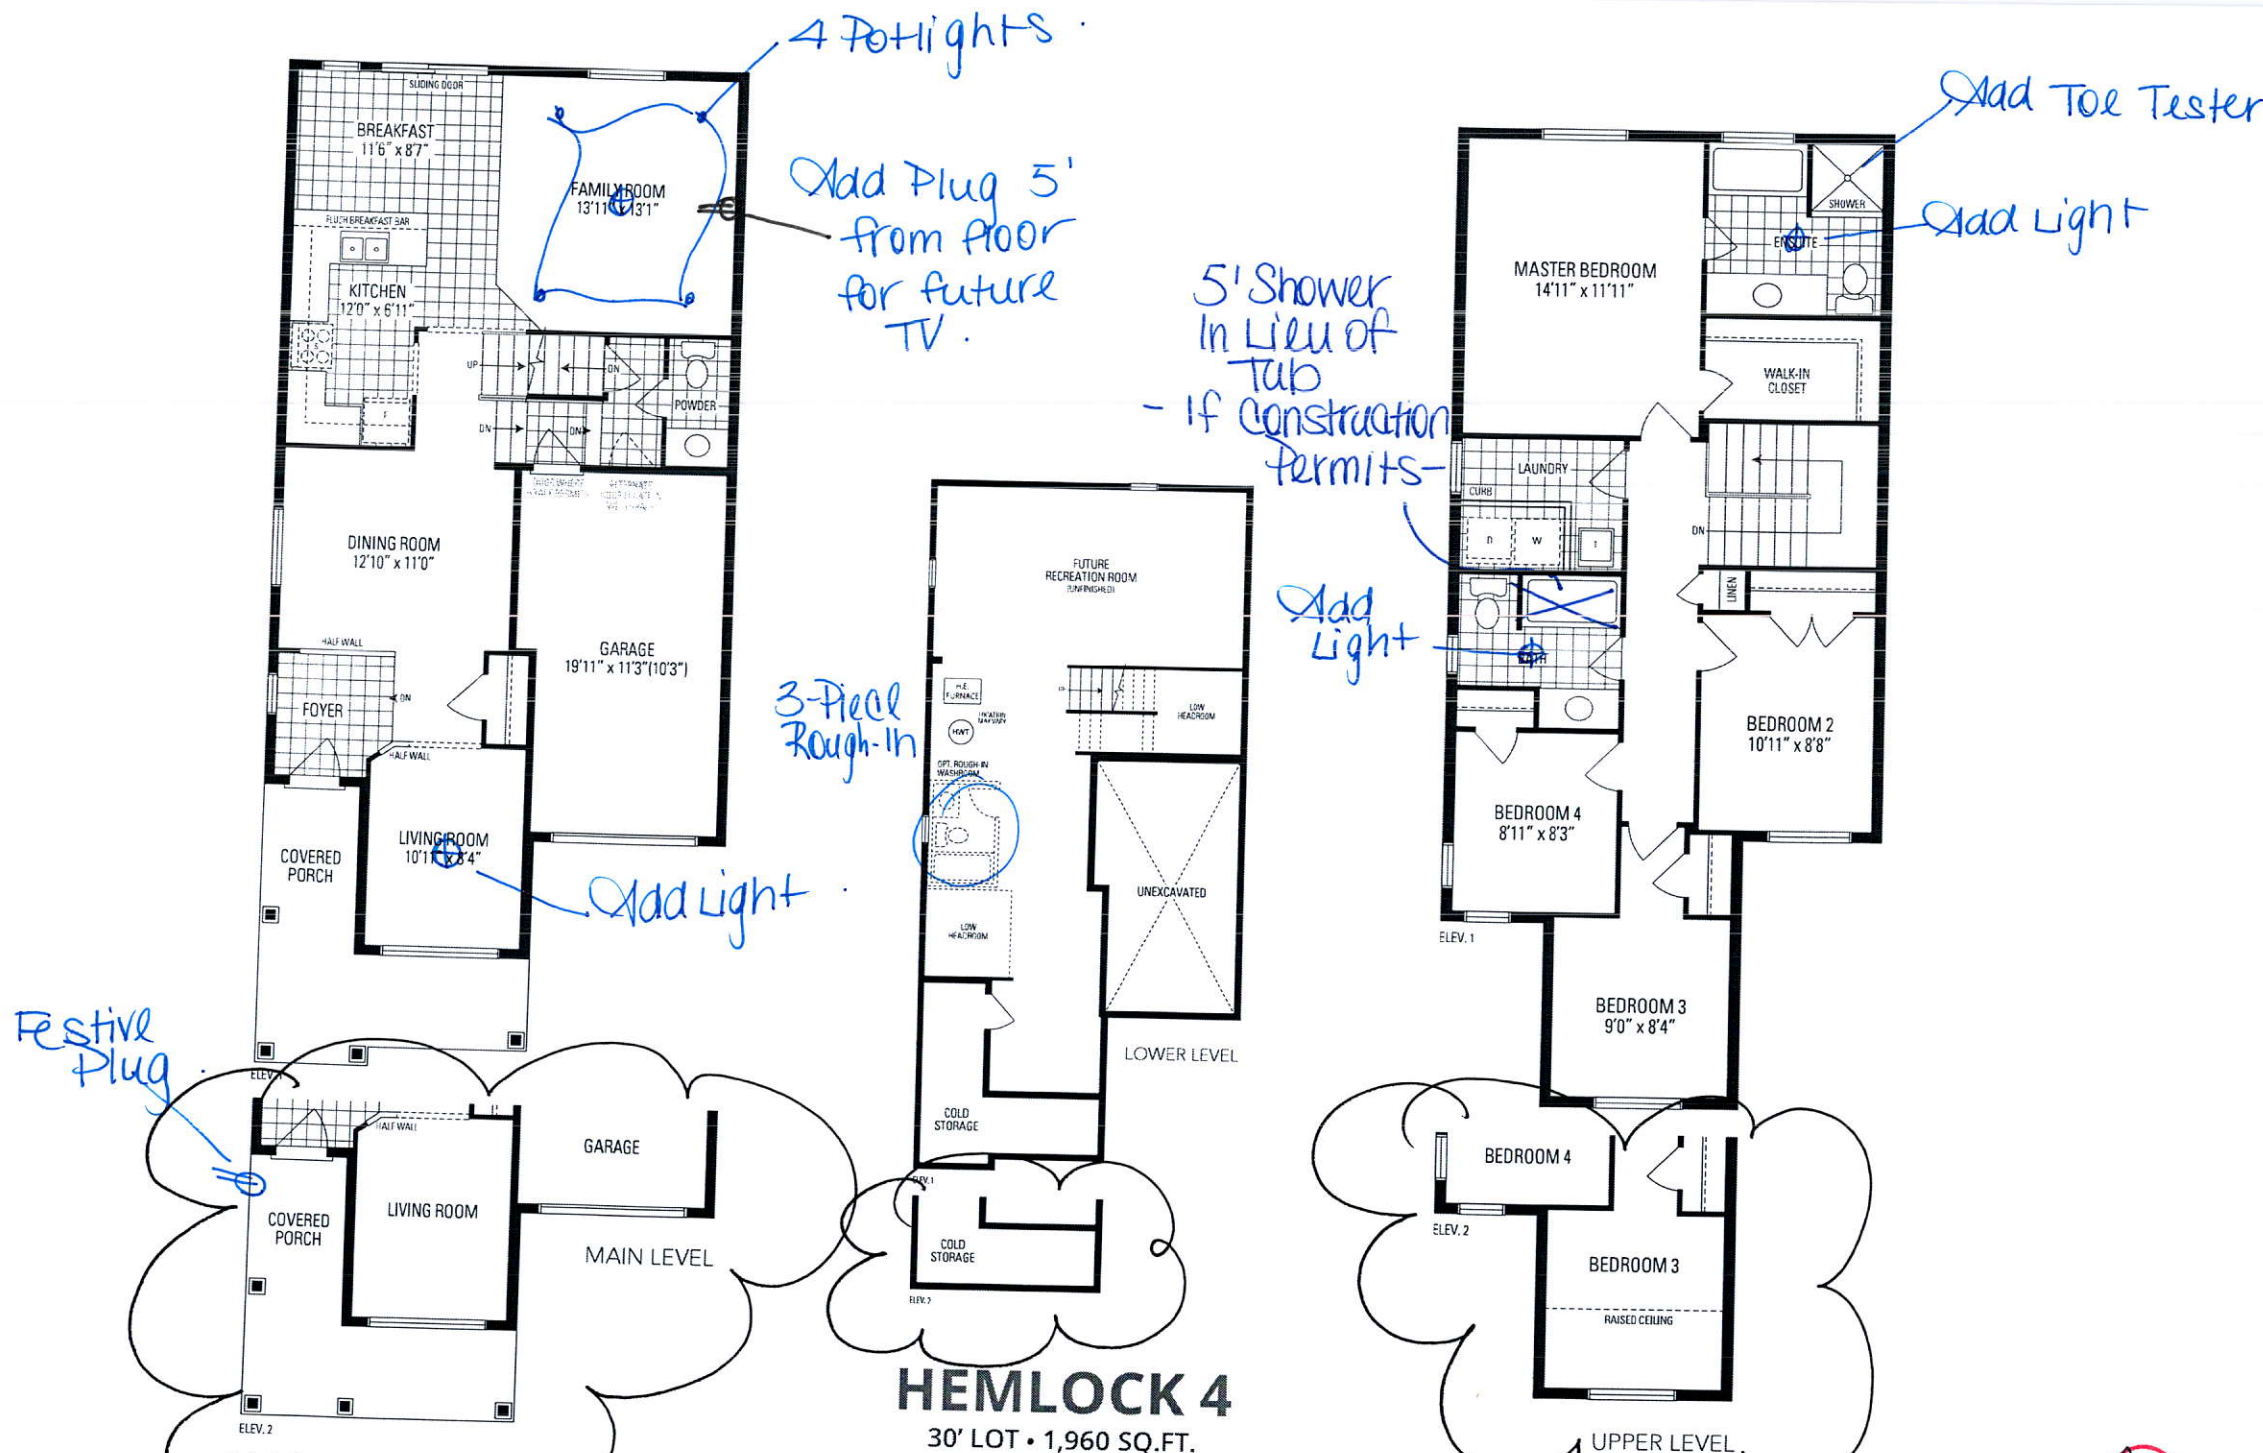 4 Potlights
SLIDING DOOR
BREAKFAST
11'6" x 8'7"
FAMILY ROOM
13'11" x 13'1"
Add Plug 5'
from floor
for future
TV.
FLUSH BREAKFAST BAR
KITCHEN
12'0" x 6'11"
UP
DN
POWDER
DN
DN
F
DINING ROOM
12'10" x 11'0"
GARAGE
19'11" x 11'3"(10'3")
HALF WALL
FOYER
DN
HALF WALL
LIVING ROOM
10'11" x 8'4"
COVERED
PORCH
Add Light
Festive
Plug
ELEV. 1
HALF WALL
GARAGE
LIVING ROOM
COVERED
PORCH
MAIN LEVEL
ELEV. 2
FUTURE
RECREATION ROOM
(UNFINISHED)
H.E.
FURNACE
HWT
LOCATION
MAY VARY
UP
LOW
HEADROOM
3-Piece
Rough-In
OPT. ROUGH-IN
WASHROOM
UNEXCAVATED
LOW
HEADROOM
LOWER LEVEL
COLD
STORAGE
ELEV. 1
COLD
STORAGE
ELEV. 2
HEMLOCK 4
30' LOT • 1,960 SQ.FT.
Add Toe Tester
SHOWER
Add Light
ENSUITE
MASTER BEDROOM
14'11" x 11'11"
5' Shower
In Lieu of
Tub
- If Construction
Permits-
WALK-IN
CLOSET
LAUNDRY
CURB
D
W
T
DN
LINEN
Add
Light
BATH
BEDROOM 2
10'11" x 8'8"
BEDROOM 4
8'11" x 8'3"
ELEV. 1
BEDROOM 3
9'0" x 8'4"
BEDROOM 4
ELEV. 2
BEDROOM 3
RAISED CEILING
UPPER LEVEL